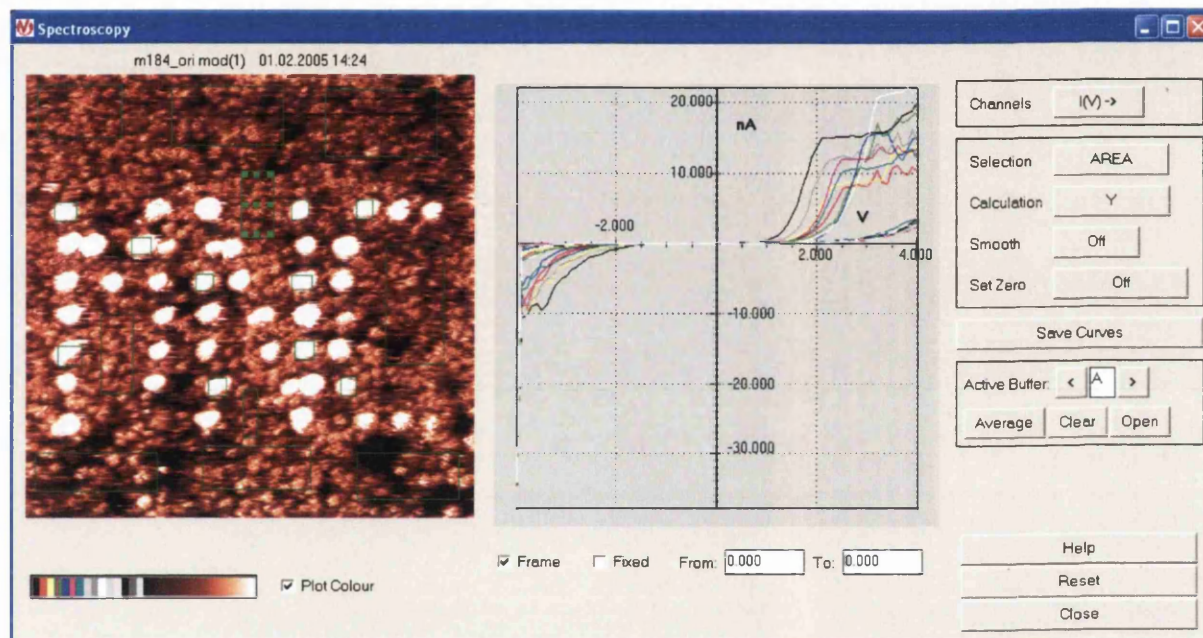 Spectroscopy
m184_ori mod(1) 01.02.2005 14:24
20.000
nA
10.000
V
-2.000
2.000
4.000
-10.000
-20.000
-30.000
Channels I(V) ->
Selection AREA
Calculation Y
Smooth Off
Set Zero Off
Save Curves
Active Buffer: < A >
Average Clear Open
Frame Fixed From: 0.000 To: 0.000
Plot Colour
Help
Reset
Close